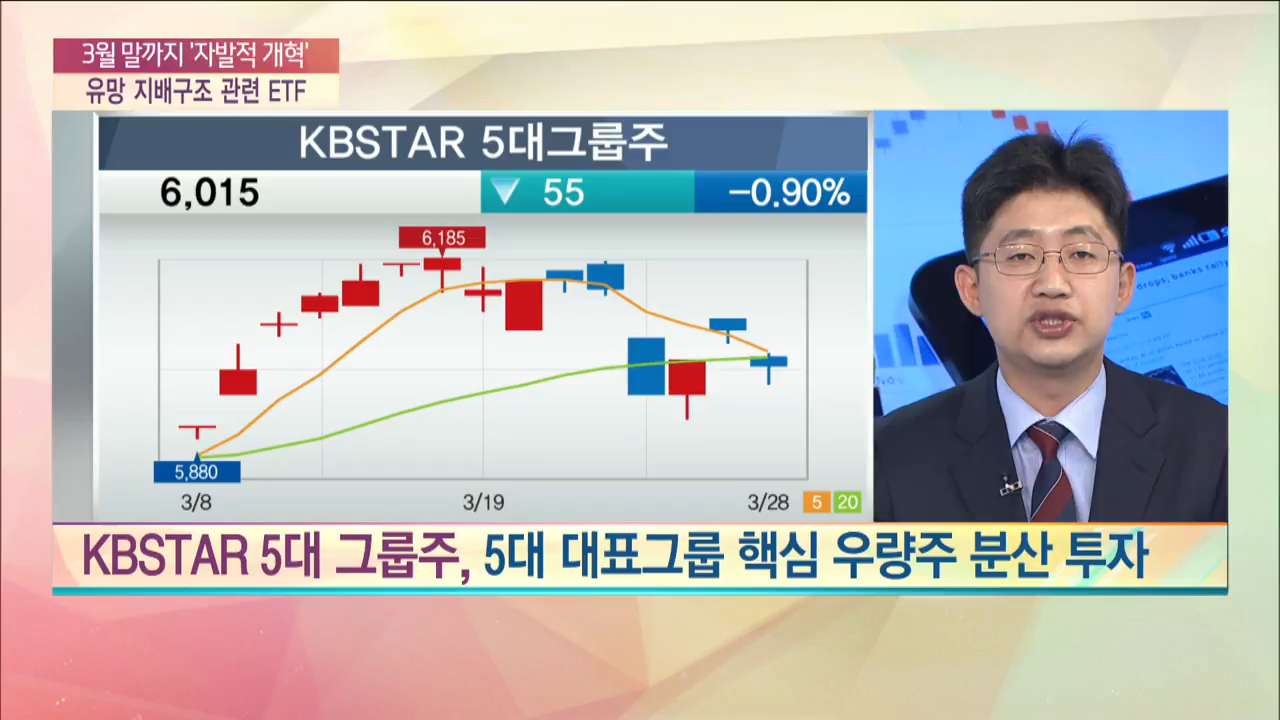 3월 말까지 '자발적 개혁'
유망 지배구조 관련 ETF
KBSTAR 5대그룹주
6,015 ▼ 55 -0.90%
6,185
5,880
3/8 3/19 3/28 5 20
drops, banks rally
KBSTAR 5대 그룹주, 5대 대표그룹 핵심 우량주 분산 투자